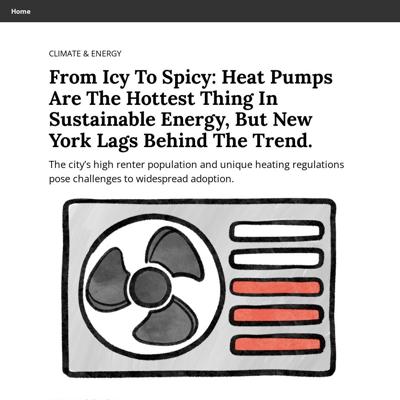 Home
CLIMATE & ENERGY
From Icy To Spicy: Heat Pumps
Are The Hottest Thing In
Sustainable Energy, But New
York Lags Behind The Trend.
The city’s high renter population and unique heating regulations
pose challenges to widespread adoption.